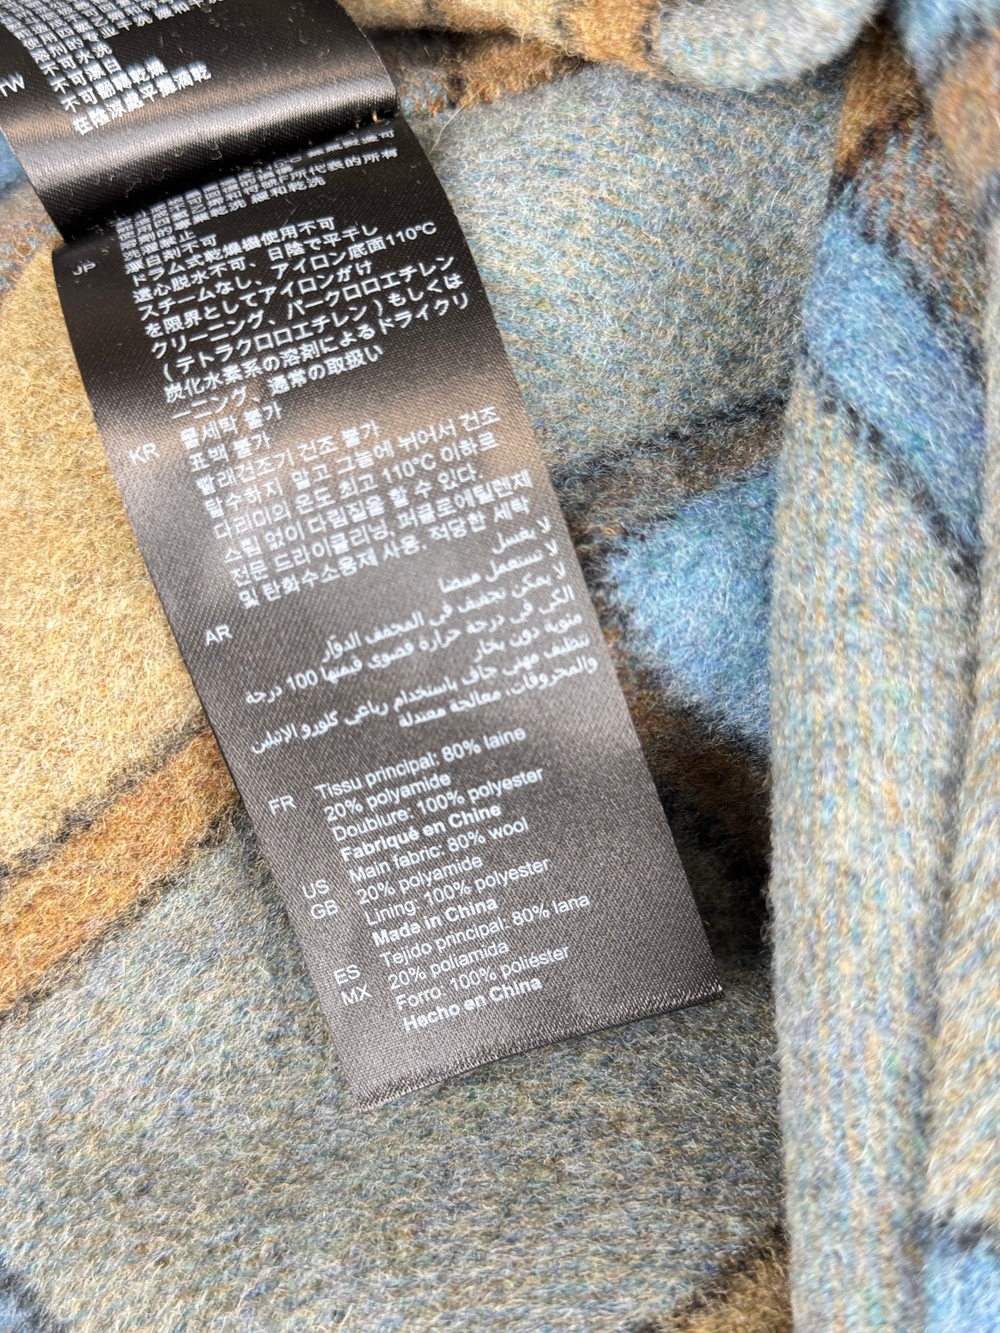 TW
不可水洗
不可漂白
不可翻轉乾燥
在陰涼處平攤滴乾
JP
洗濯禁止
漂白剤不可
ドラム式乾燥機使用不可
遠心脱水不可、日陰で平干し
スチームなし、アイロン底面110℃
を限界としてアイロンがけ
クリーニング、パークロロエチレン
(テトラクロロエチレン)もしくは
炭化水素系の溶剤によるドライクリ
ーニング、通常の取扱い
KR
물세탁 불가
표백 불가
빨래건조기 건조 불가
탈수하지 말고 그늘에 뉘어서 건조
다리미의 온도 최고 110℃ 이하로
스팀 없이 다림질을 할 수 있다.
전문 드라이클리닝, 퍼클로에틸렌제
및 탄화수소용제 사용. 적당한 세탁
AR
لا يغسل
لا تستعمل مبيضا
لا يمكن تجفيف في المجفف الدوّار
الكي في درجة حرارة قصوى قيمتها 100 درجة
مئوية دون بخار
تنظيف مهني جاف باستخدام رباعي كلورو الإثيلين
والمحروقات، معالجة معتدلة
FR Tissu principal: 80% laine
20% polyamide
Doublure: 100% polyester
Fabriqué en Chine
US Main fabric: 80% wool
GB 20% polyamide
Lining: 100% polyester
Made in China
ES Tejido principal: 80% lana
MX 20% poliamida
Forro: 100% poliéster
Hecho en China